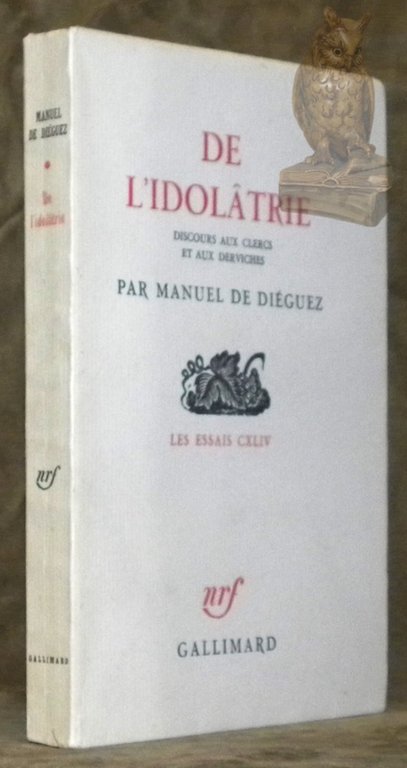 MANUEL
DE DIÉGUEZ
De
l'idolâtrie
nrf
GALLIMARD
DE
L'IDOLÂTRIE
DISCOURS AUX CLERCS
ET AUX DERVICHES
PAR MANUEL DE DIÉGUEZ
LES ESSAIS CXLIV
nrf
GALLIMARD